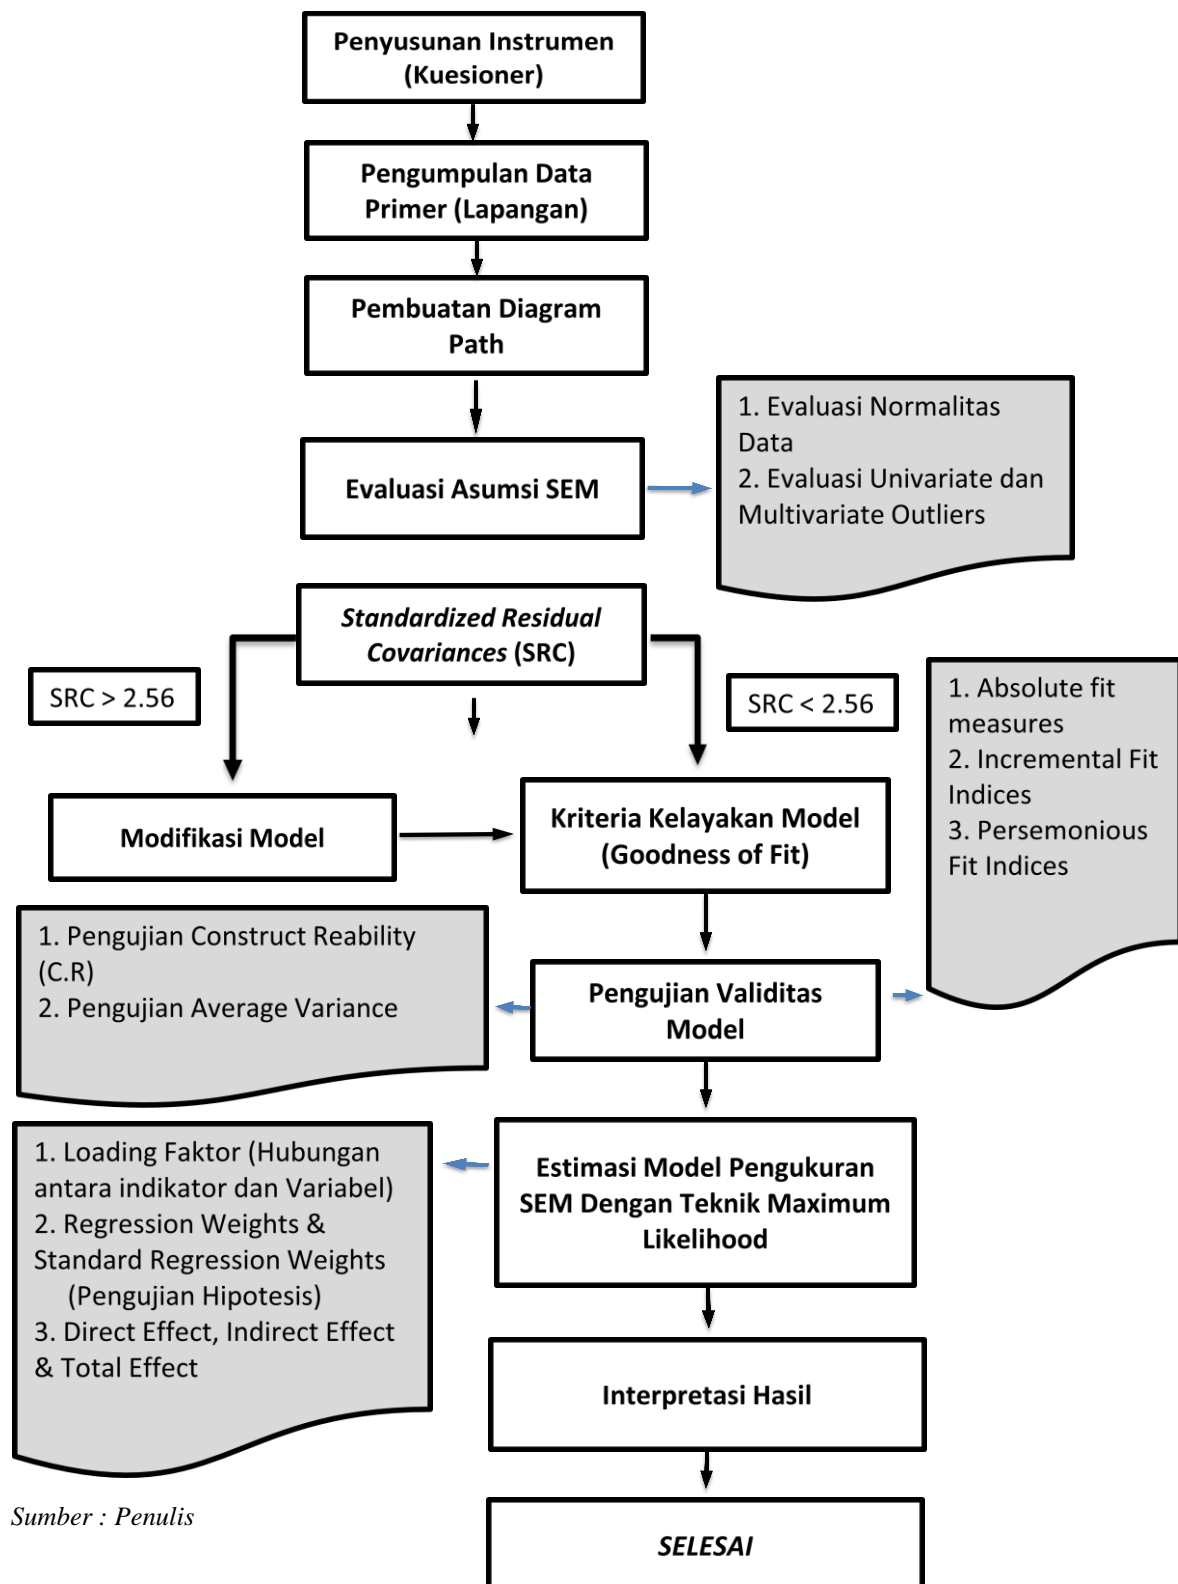 Penyusunan Instrumen
(Kuesioner)
Pengumpulan Data
Primer (Lapangan)
Pembuatan Diagram
Path
Evaluasi Asumsi SEM
1. Evaluasi Normalitas
Data
2. Evaluasi Univariate dan
Multivariate Outliers
Standardized Residual
Covariances (SRC)
SRC > 2.56
SRC < 2.56
Modifikasi Model
Kriteria Kelayakan Model
(Goodness of Fit)
1. Absolute fit
measures
2. Incremental Fit
Indices
3. Persemonious
Fit Indices
1. Pengujian Construct Reability
(C.R)
2. Pengujian Average Variance
Pengujian Validitas
Model
1. Loading Faktor (Hubungan
antara indikator dan Variabel)
2. Regression Weights &
Standard Regression Weights
(Pengujian Hipotesis)
3. Direct Effect, Indirect Effect
& Total Effect
Estimasi Model Pengukuran
SEM Dengan Teknik Maximum
Likelihood
Interpretasi Hasil
SELESAI
Sumber : Penulis